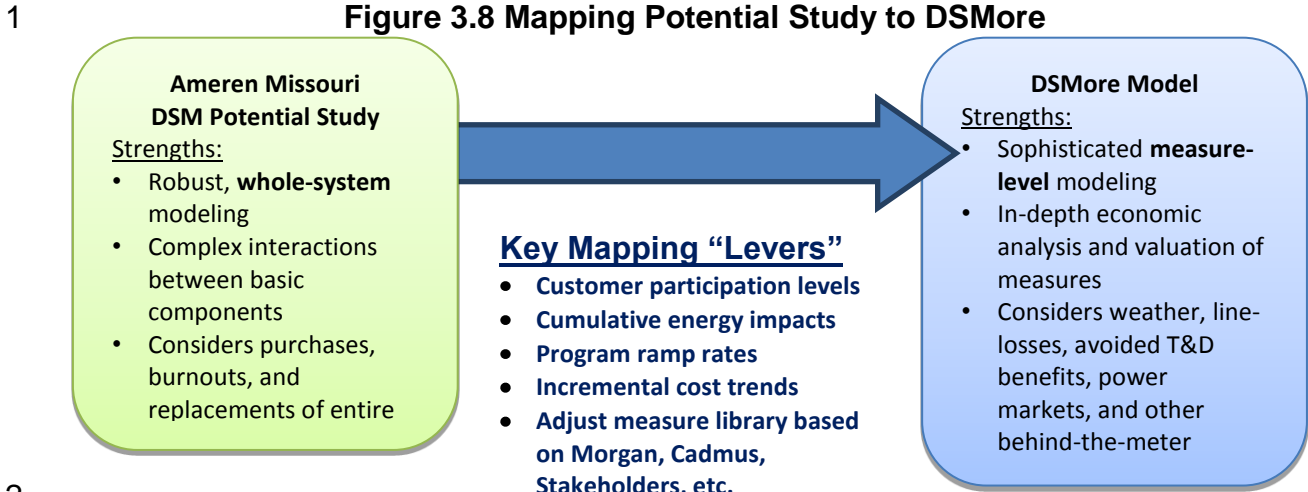 1
Figure 3.8 Mapping Potential Study to DSMore
Ameren Missouri
DSM Potential Study
Strengths:
• Robust, whole-system
modeling
• Complex interactions
between basic
components
• Considers purchases,
burnouts, and
replacements of entire
Key Mapping “Levers”
• Customer participation levels
• Cumulative energy impacts
• Program ramp rates
• Incremental cost trends
• Adjust measure library based
on Morgan, Cadmus,
Stakeholders, etc.
DSMore Model
Strengths:
• Sophisticated measure-
level modeling
• In-depth economic
analysis and valuation of
measures
• Considers weather, line-
losses, avoided T&D
benefits, power
markets, and other
behind-the-meter